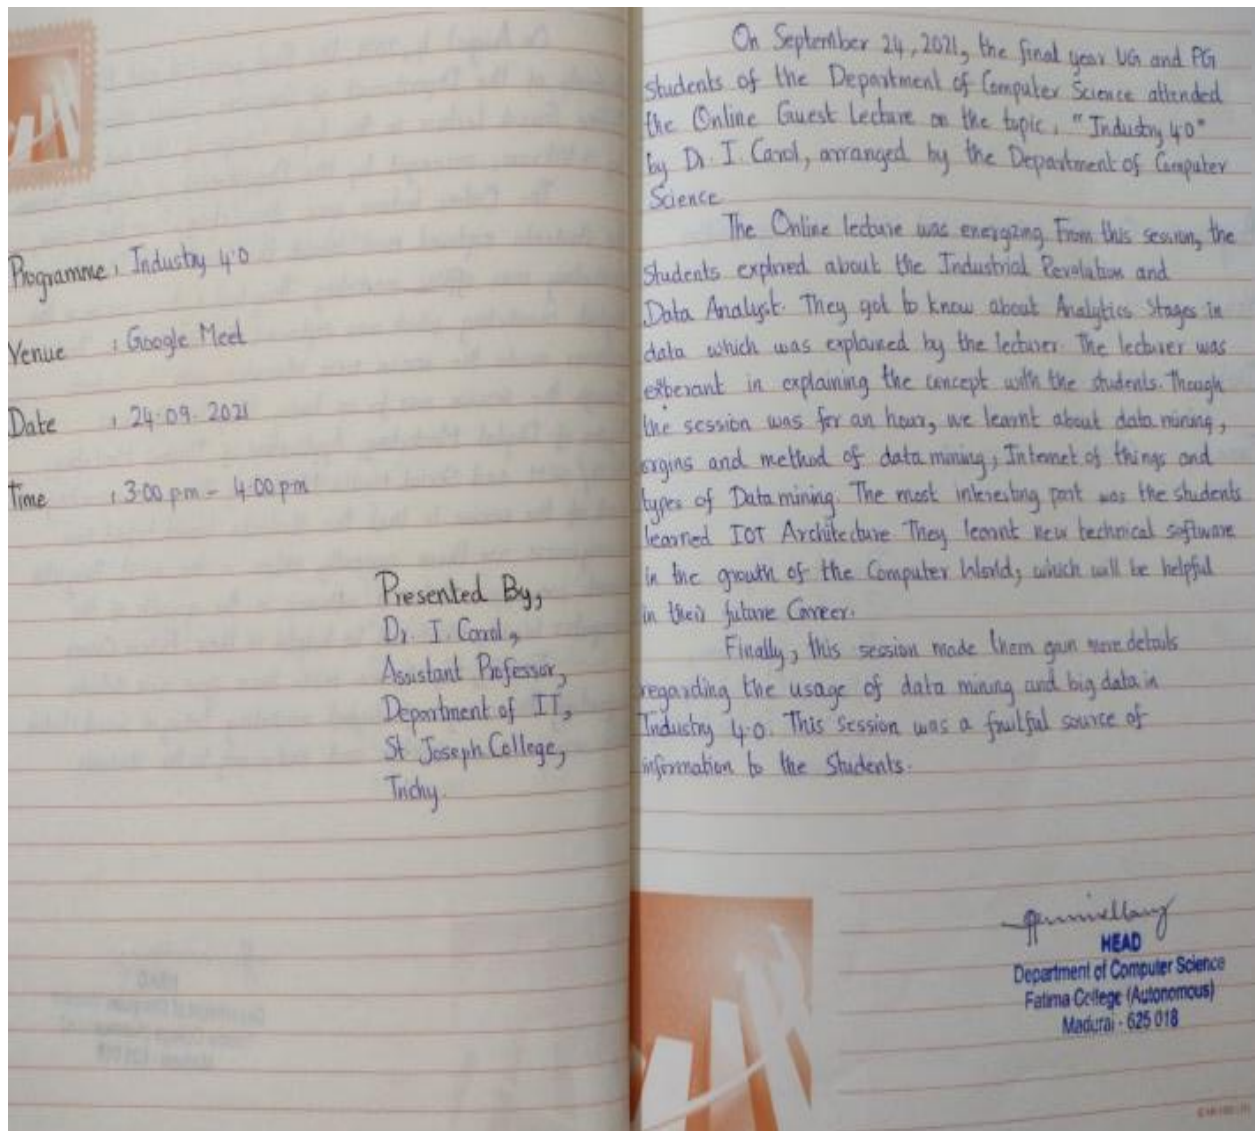 Programme : Industry 4.0
Venue : Google Meet
Date : 24.09.2021
Time : 3.00 pm - 4.00 pm
Presented By,
Dr. I. Carol,
Assistant Professor,
Department of IT,
St Joseph College,
Trichy.
On September 24, 2021, the final year UG and PG
students of the Department of Computer Science attended
the Online Guest Lecture on the topic, "Industry 4.0"
by Dr. I. Carol, arranged by the Department of Computer
Science.
The Online lecture was energizing. From this session, the
Students explored about the Industrial Revolution and
Data Analyst. They got to know about Analytics Stages in
data which was explained by the lecturer. The lecturer was
exberant in explaining the concept with the students. Though
the session was for an hour, we learnt about data mining,
orgins and method of data mining, Internet of things and
types of Data mining. The most interesting part was the students
learned IOT Architecture. They learnt new technical software
in the growth of the Computer World, which will be helpful
in their future Career.
Finally, this session made them gain more details
regarding the usage of data mining and big data in
Industry 4.0. This session was a fruitful source of
information to the Students.
HEAD
Department of Computer Science
Fatima College (Autonomous)
Madurai - 625 018